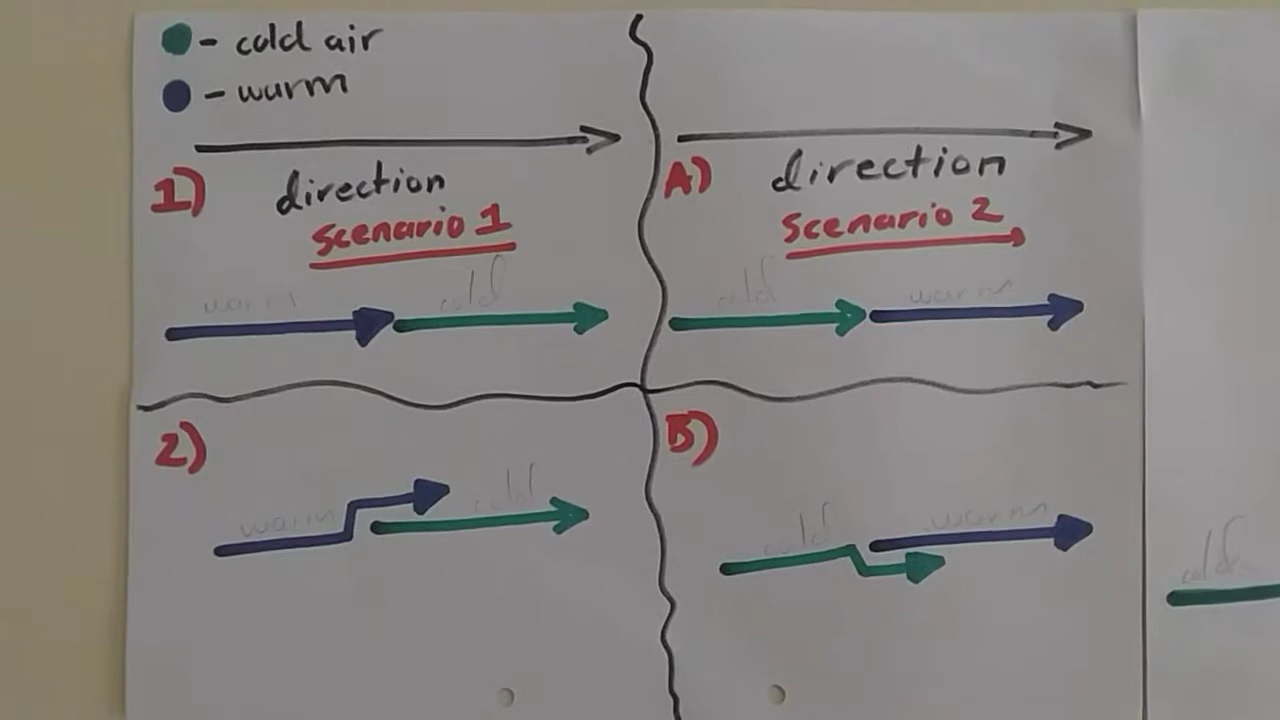 - cold air
- warm
1)
direction
scenario 1
warm
cold
A)
direction
scenario 2
cold
warm
2)
warm
cold
B)
cold
warm
cold